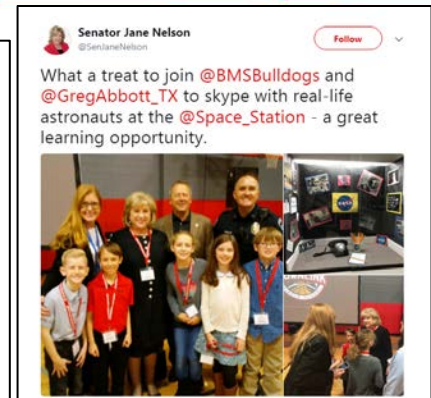 Senator Jane Nelson
@SenJaneNelson
Follow
What a treat to join @BMSBulldogs and
@GregAbbott_TX to skype with real-life
astronauts at the @Space_Station - a great
learning opportunity.
NASA